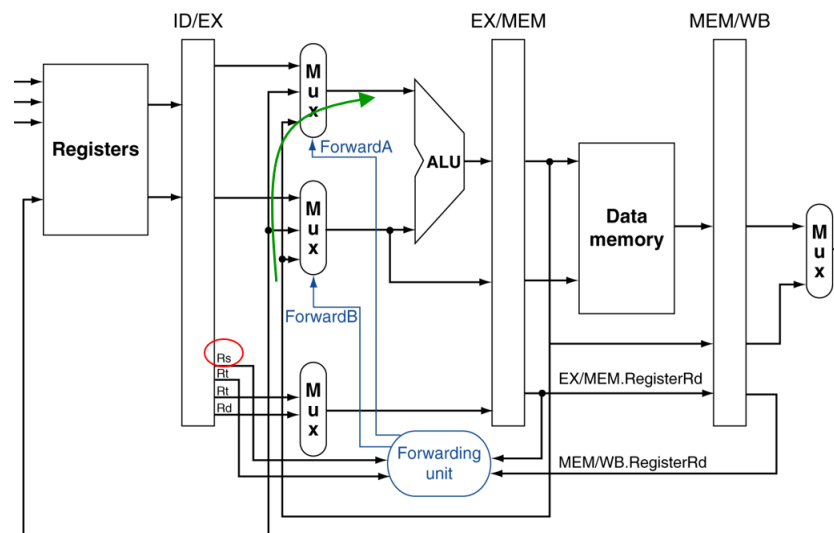 ID/EX
EX/MEM
MEM/WB
Registers
M
u
x
ForwardA
ALU
M
u
x
ForwardB
Data
memory
M
u
x
Rs
Rt
Rt
Rd
M
u
x
EX/MEM.RegisterRd
Forwarding
unit
MEM/WB.RegisterRd